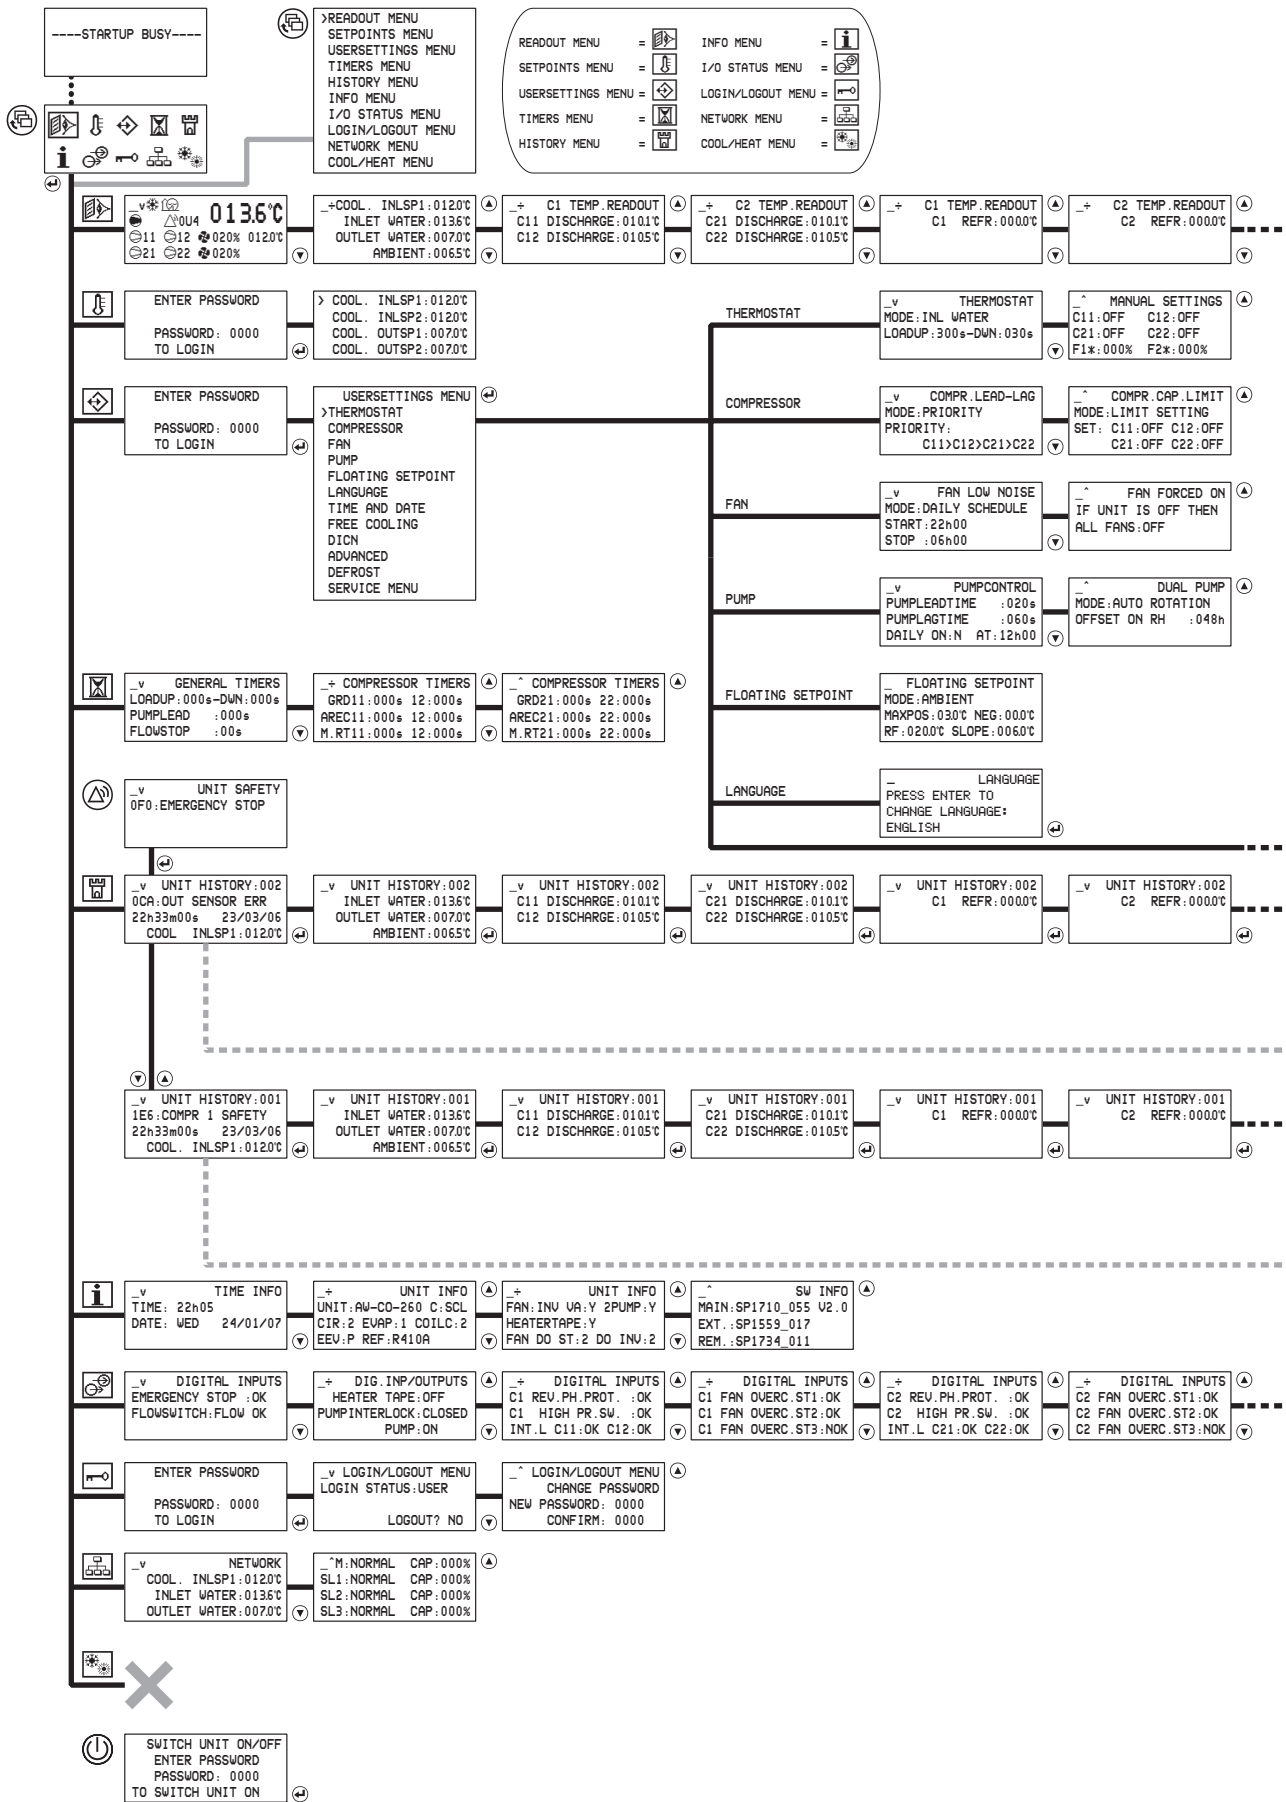 ----STARTUP BUSY----
>READOUT MENU
SETPOINTS MENU
USERSETTINGS MENU
TIMERS MENU
HISTORY MENU
INFO MENU
I/O STATUS MENU
LOGIN/LOGOUT MENU
NETWORK MENU
COOL/HEAT MENU
READOUT MENU =
SETPOINTS MENU =
USERSETTINGS MENU =
TIMERS MENU =
HISTORY MENU =
INFO MENU =
I/O STATUS MENU =
LOGIN/LOGOUT MENU =
NETWORK MENU =
COOL/HEAT MENU =
_v 013.6°C
0U4
11 12 020% 012.0°C
21 22 020%
_÷COOL. INLSP1:012.0°C
INLET WATER:013.6°C
OUTLET WATER:007.0°C
AMBIENT:006.5°C
_÷ C1 TEMP.READOUT
C11 DISCHARGE:010.1°C
C12 DISCHARGE:010.5°C
_÷ C2 TEMP.READOUT
C21 DISCHARGE:010.1°C
C22 DISCHARGE:010.5°C
_÷ C1 TEMP.READOUT
C1 REFR:000.0°C
_÷ C2 TEMP.READOUT
C2 REFR:000.0°C
ENTER PASSWORD
PASSWORD: 0000
TO LOGIN
> COOL. INLSP1:012.0°C
COOL. INLSP2:012.0°C
COOL. OUTSP1:007.0°C
COOL. OUTSP2:007.0°C
THERMOSTAT
_v THERMOSTAT
MODE:INL WATER
LOADUP:300s-DWN:030s
_^ MANUAL SETTINGS
C11:OFF C12:OFF
C21:OFF C22:OFF
F1*:000% F2*:000%
ENTER PASSWORD
PASSWORD: 0000
TO LOGIN
USERSETTINGS MENU
>THERMOSTAT
COMPRESSOR
FAN
PUMP
FLOATING SETPOINT
LANGUAGE
TIME AND DATE
FREE COOLING
DICN
ADVANCED
DEFROST
SERVICE MENU
COMPRESSOR
_v COMPR.LEAD-LAG
MODE:PRIORITY
PRIORITY:
C11>C12>C21>C22
_^ COMPR.CAP.LIMIT
MODE:LIMIT SETTING
SET: C11:OFF C12:OFF
C21:OFF C22:OFF
FAN
_v FAN LOW NOISE
MODE:DAILY SCHEDULE
START:22h00
STOP :06h00
_^ FAN FORCED ON
IF UNIT IS OFF THEN
ALL FANS:OFF
PUMP
_v PUMPCONTROL
PUMPLEADTIME :020s
PUMPLAGTIME :060s
DAILY ON:N AT:12h00
_^ DUAL PUMP
MODE:AUTO ROTATION
OFFSET ON RH :048h
_v GENERAL TIMERS
LOADUP:000s-DWN:000s
PUMPLEAD :000s
FLOWSTOP :00s
_÷ COMPRESSOR TIMERS
GRD11:000s 12:000s
AREC11:000s 12:000s
M.RT11:000s 12:000s
_^ COMPRESSOR TIMERS
GRD21:000s 22:000s
AREC21:000s 22:000s
M.RT21:000s 22:000s
FLOATING SETPOINT
_ FLOATING SETPOINT
MODE:AMBIENT
MAXPOS:03.0°C NEG:00.0°C
RF:020.0°C SLOPE:006.0°C
_v UNIT SAFETY
0F0:EMERGENCY STOP
LANGUAGE
_ LANGUAGE
PRESS ENTER TO
CHANGE LANGUAGE:
ENGLISH
_v UNIT HISTORY:002
0CA:OUT SENSOR ERR
22h33m00s 23/03/06
COOL INLSP1:012.0°C
_v UNIT HISTORY:002
INLET WATER:013.6°C
OUTLET WATER:007.0°C
AMBIENT:006.5°C
_v UNIT HISTORY:002
C11 DISCHARGE:010.1°C
C12 DISCHARGE:010.5°C
_v UNIT HISTORY:002
C21 DISCHARGE:010.1°C
C22 DISCHARGE:010.5°C
_v UNIT HISTORY:002
C1 REFR:000.0°C
_v UNIT HISTORY:002
C2 REFR:000.0°C
_v UNIT HISTORY:001
1E6:COMPR 1 SAFETY
22h33m00s 23/03/06
COOL. INLSP1:012.0°C
_v UNIT HISTORY:001
INLET WATER:013.6°C
OUTLET WATER:007.0°C
AMBIENT:006.5°C
_v UNIT HISTORY:001
C11 DISCHARGE:010.1°C
C12 DISCHARGE:010.5°C
_v UNIT HISTORY:001
C21 DISCHARGE:010.1°C
C22 DISCHARGE:010.5°C
_v UNIT HISTORY:001
C1 REFR:000.0°C
_v UNIT HISTORY:001
C2 REFR:000.0°C
_v TIME INFO
TIME: 22h05
DATE: WED 24/01/07
_÷ UNIT INFO
UNIT:AW-CO-260 C:SCL
CIR:2 EVAP:1 COILC:2
EEV:P REF:R410A
_÷ UNIT INFO
FAN:INV VA:Y 2PUMP:Y
HEATERTAPE:Y
FAN DO ST:2 DO INV:2
_^ SW INFO
MAIN:SP1710_055 V2.0
EXT.:SP1559_017
REM.:SP1734_011
_v DIGITAL INPUTS
EMERGENCY STOP :OK
FLOWSWITCH:FLOW OK
_÷ DIG.INP/OUTPUTS
HEATER TAPE:OFF
PUMPINTERLOCK:CLOSED
PUMP:ON
_÷ DIGITAL INPUTS
C1 REV.PH.PROT. :OK
C1 HIGH PR.SW. :OK
INT.L C11:OK C12:OK
_÷ DIGITAL INPUTS
C1 FAN OVERC.ST1:OK
C1 FAN OVERC.ST2:OK
C1 FAN OVERC.ST3:NOK
_÷ DIGITAL INPUTS
C2 REV.PH.PROT. :OK
C2 HIGH PR.SW. :OK
INT.L C21:OK C22:OK
_÷ DIGITAL INPUTS
C2 FAN OVERC.ST1:OK
C2 FAN OVERC.ST2:OK
C2 FAN OVERC.ST3:NOK
ENTER PASSWORD
PASSWORD: 0000
TO LOGIN
_v LOGIN/LOGOUT MENU
LOGIN STATUS:USER
LOGOUT? NO
_^ LOGIN/LOGOUT MENU
CHANGE PASSWORD
NEW PASSWORD: 0000
CONFIRM: 0000
_v NETWORK
COOL. INLSP1:012.0°C
INLET WATER:013.6°C
OUTLET WATER:007.0°C
_^M:NORMAL CAP:000%
SL1:NORMAL CAP:000%
SL2:NORMAL CAP:000%
SL3:NORMAL CAP:000%
SWITCH UNIT ON/OFF
ENTER PASSWORD
PASSWORD: 0000
TO SWITCH UNIT ON